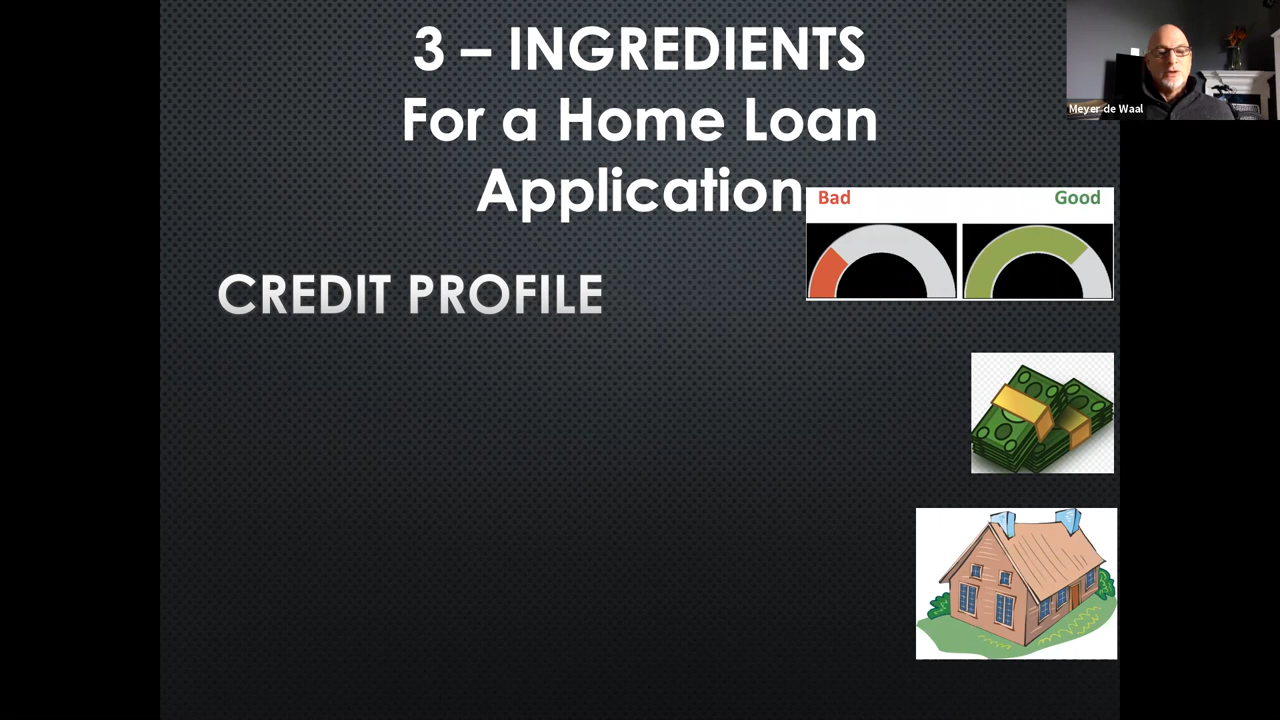 3 – INGREDIENTS
For a Home Loan
Application
Meyer de Waal
Bad Good
CREDIT PROFILE